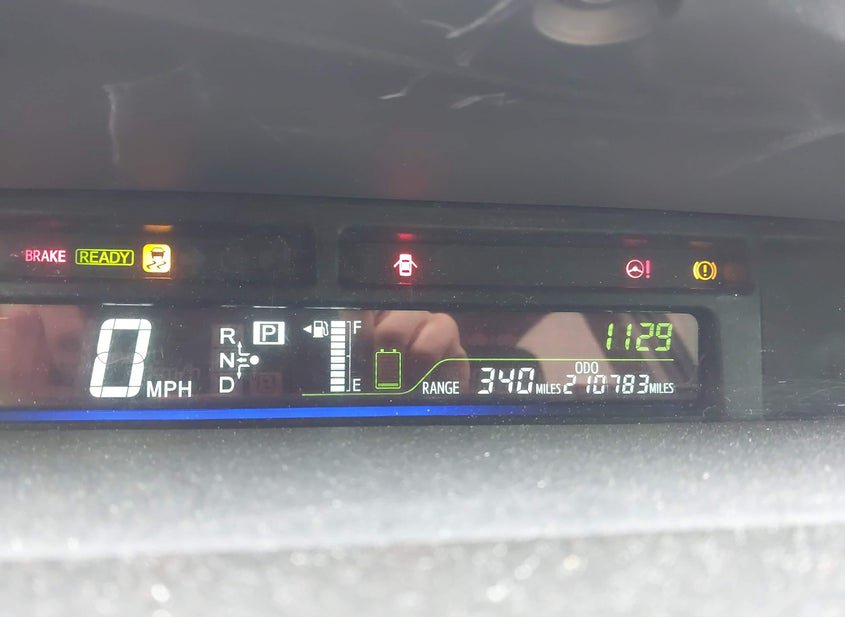 BRAKE READY
1129
0 MPH
R P F
N
D E
ODO
RANGE 340 MILES 210783 MILES